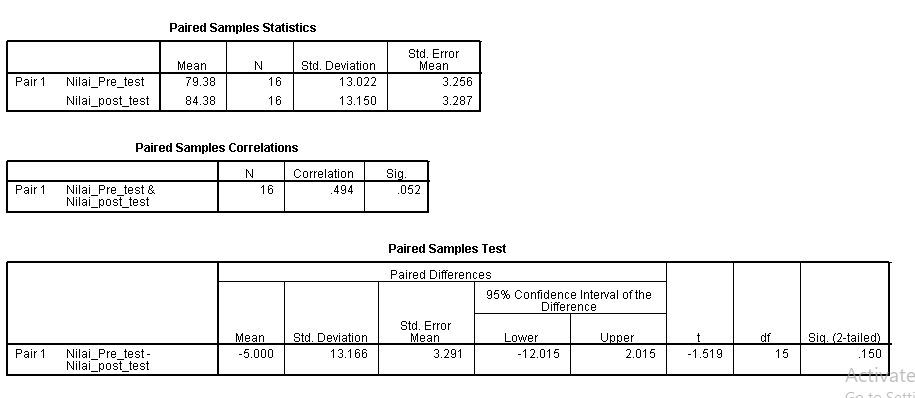 Paired Samples Statistics
Mean N Std. Deviation Std. Error Mean
Pair 1 Nilai_Pre_test 79.38 16 13.022 3.256
Nilai_post_test 84.38 16 13.150 3.287
Paired Samples Correlations
N Correlation Sig.
Pair 1 Nilai_Pre_test & Nilai_post_test 16 .494 .052
Paired Samples Test
Paired Differences
95% Confidence Interval of the Difference
Mean Std. Deviation Std. Error Mean Lower Upper t df Sig. (2-tailed)
Pair 1 Nilai_Pre_test - Nilai_post_test -5.000 13.166 3.291 -12.015 2.015 -1.519 15 .150
Activate
Go to Setti